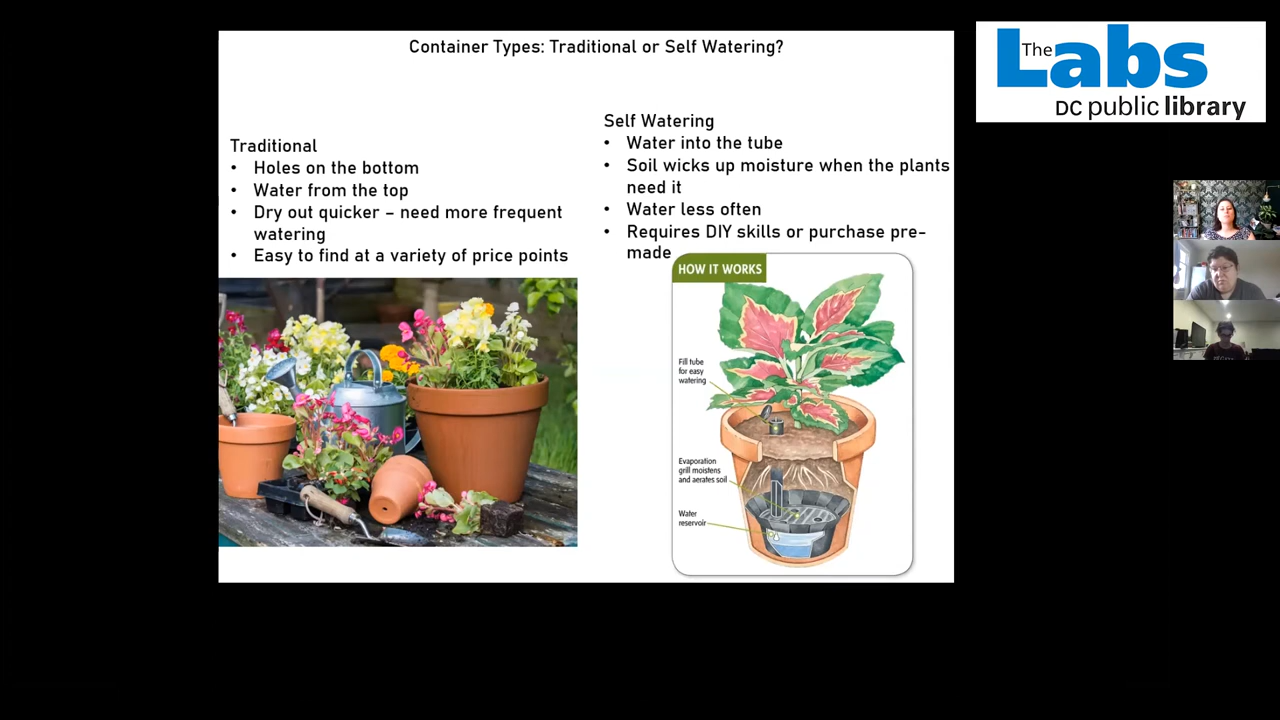 Container Types: Traditional or Self Watering?
Traditional
• Holes on the bottom
• Water from the top
• Dry out quicker – need more frequent
watering
• Easy to find at a variety of price points
Self Watering
• Water into the tube
• Soil wicks up moisture when the plants
need it
• Water less often
• Requires DIY skills or purchase pre-
made
HOW IT WORKS
Fill tube
for easy
watering
Evaporation
grill moistens
and aerates soil
Water
reservoir
The Labs
DC public library